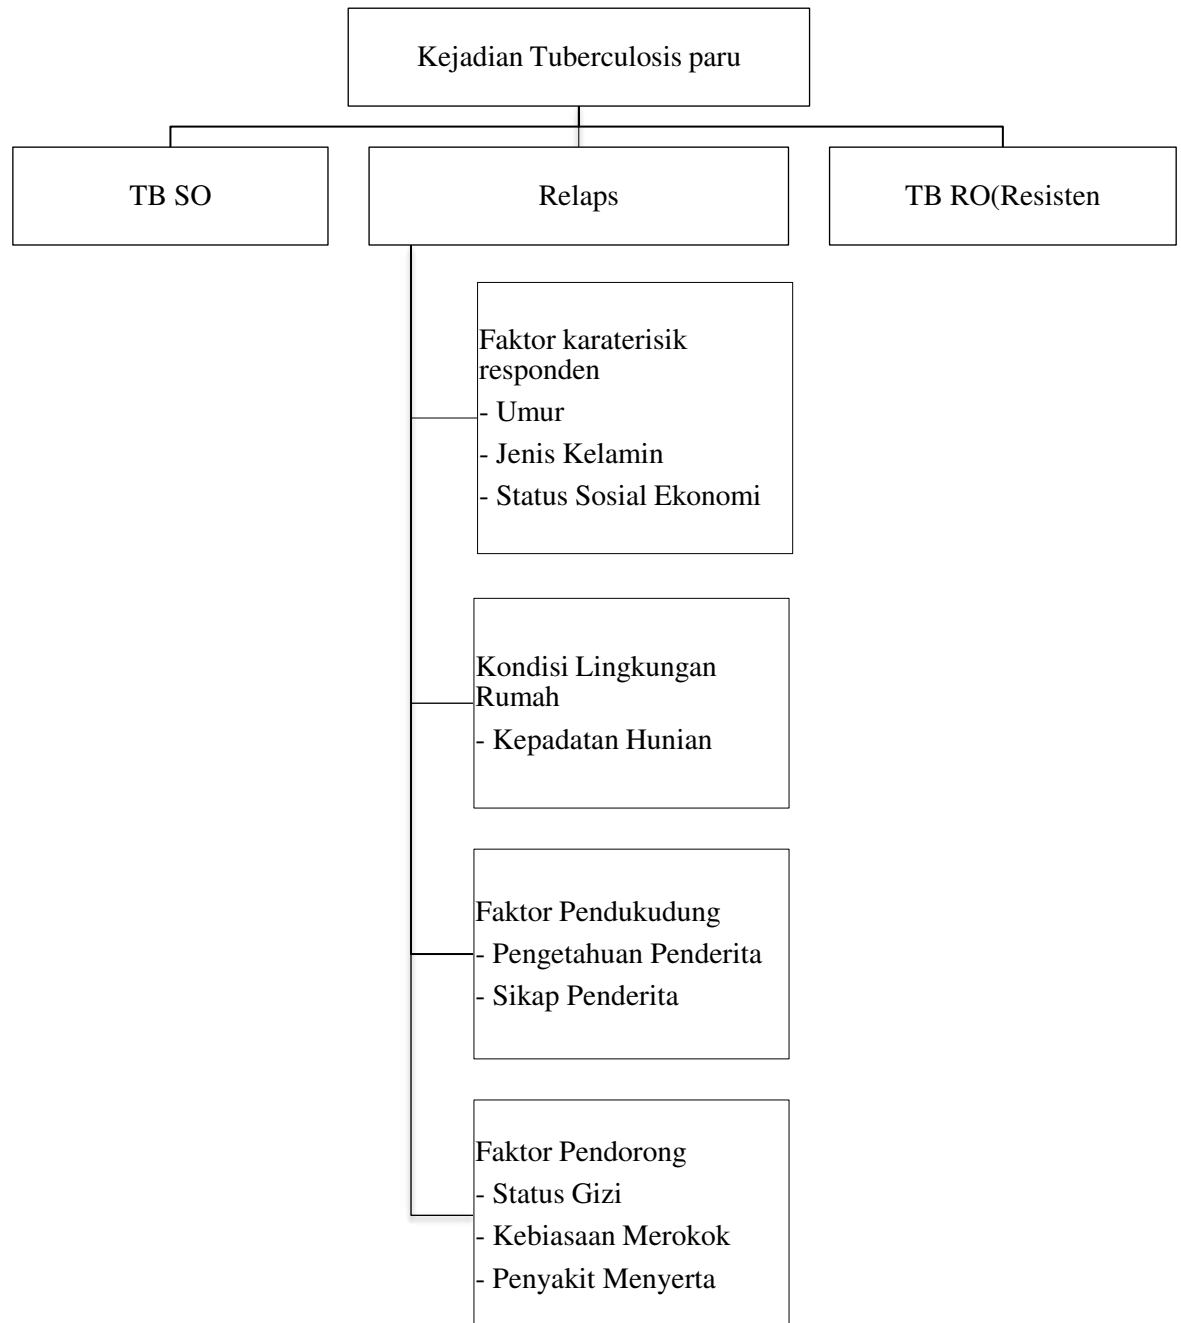 Kejadian Tuberculosis paru
TB SO
Relaps
TB RO(Resisten
Faktor karaterisik
responden
- Umur
- Jenis Kelamin
- Status Sosial Ekonomi
Kondisi Lingkungan
Rumah
- Kepadatan Hunian
Faktor Pendukudung
- Pengetahuan Penderita
- Sikap Penderita
Faktor Pendorong
- Status Gizi
- Kebiasaan Merokok
- Penyakit Menyerta